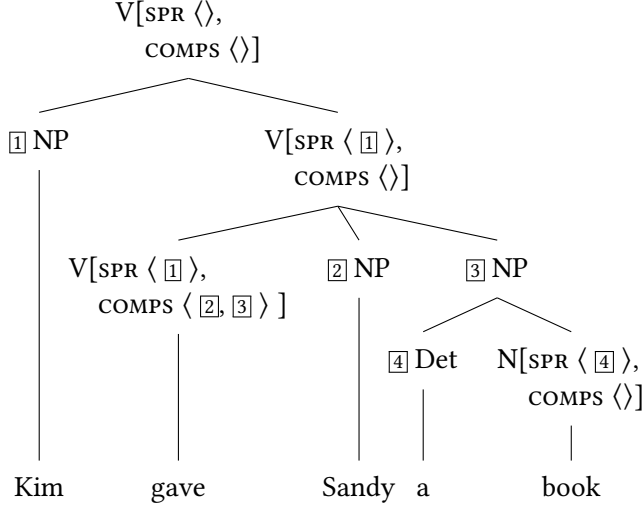 V[SPR ⟨⟩,
COMPS ⟨⟩]
1 NP
V[SPR ⟨ 1 ⟩,
COMPS ⟨⟩]
V[SPR ⟨ 1 ⟩,
COMPS ⟨ 2, 3 ⟩ ]
2 NP
3 NP
4 Det
N[SPR ⟨ 4 ⟩,
COMPS ⟨⟩]
Kim gave Sandy a book